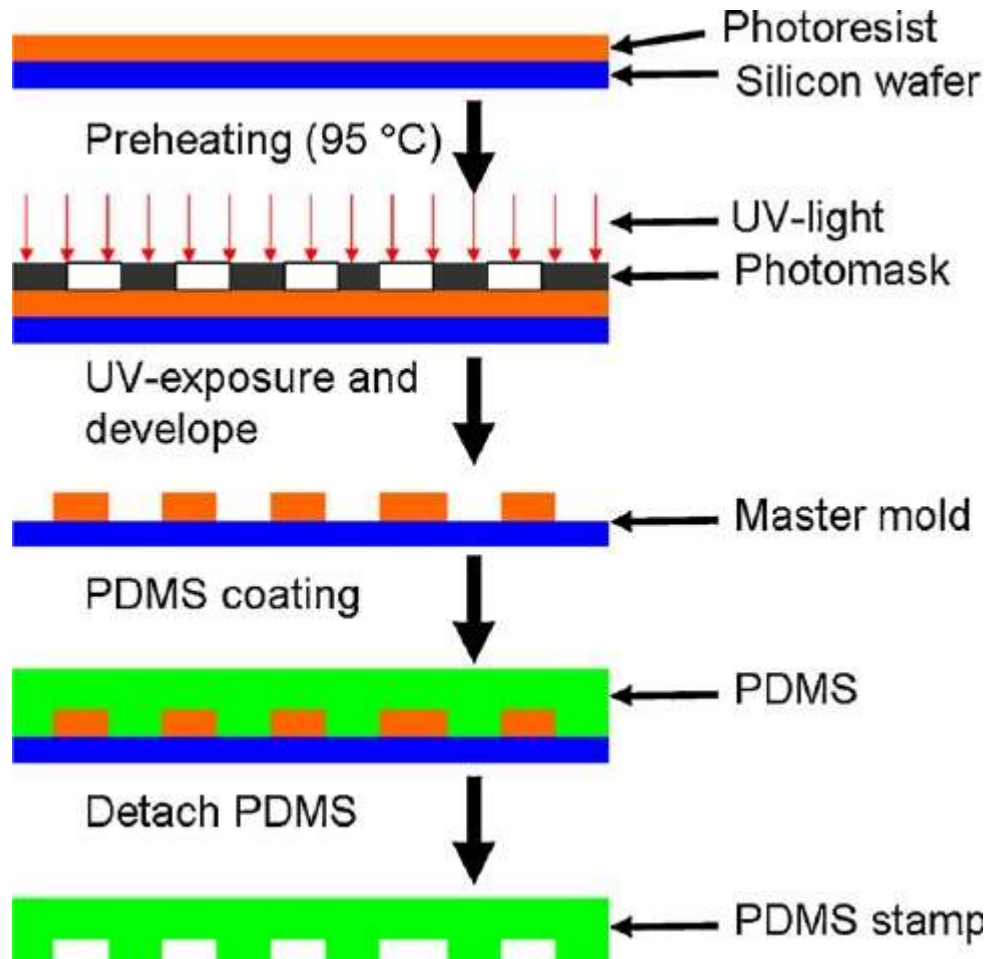 Photoresist
Silicon wafer
Preheating (95 °C)
UV-light
Photomask
UV-exposure and
develope
Master mold
PDMS coating
PDMS
Detach PDMS
PDMS stamp